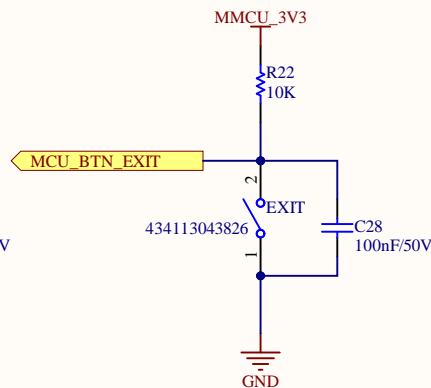 MMCU_3V3
R22
10K
MCU_BTN_EXIT
2
EXIT
434113043826
1
C28
100nF/50V
V
GND